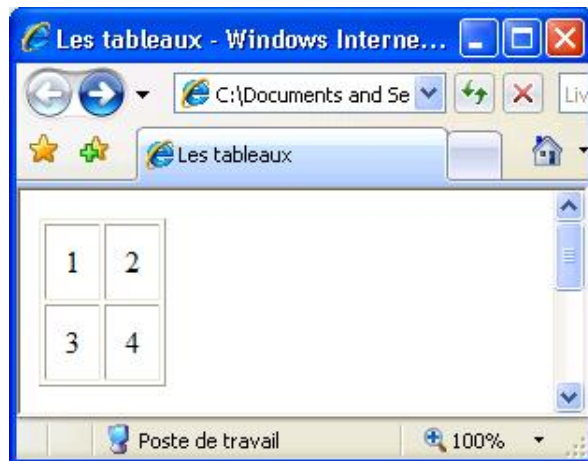 Les tableaux - Windows Interne...
C:\Documents and Se
Liv
Les tableaux
1 2
3 4
Poste de travail 100%